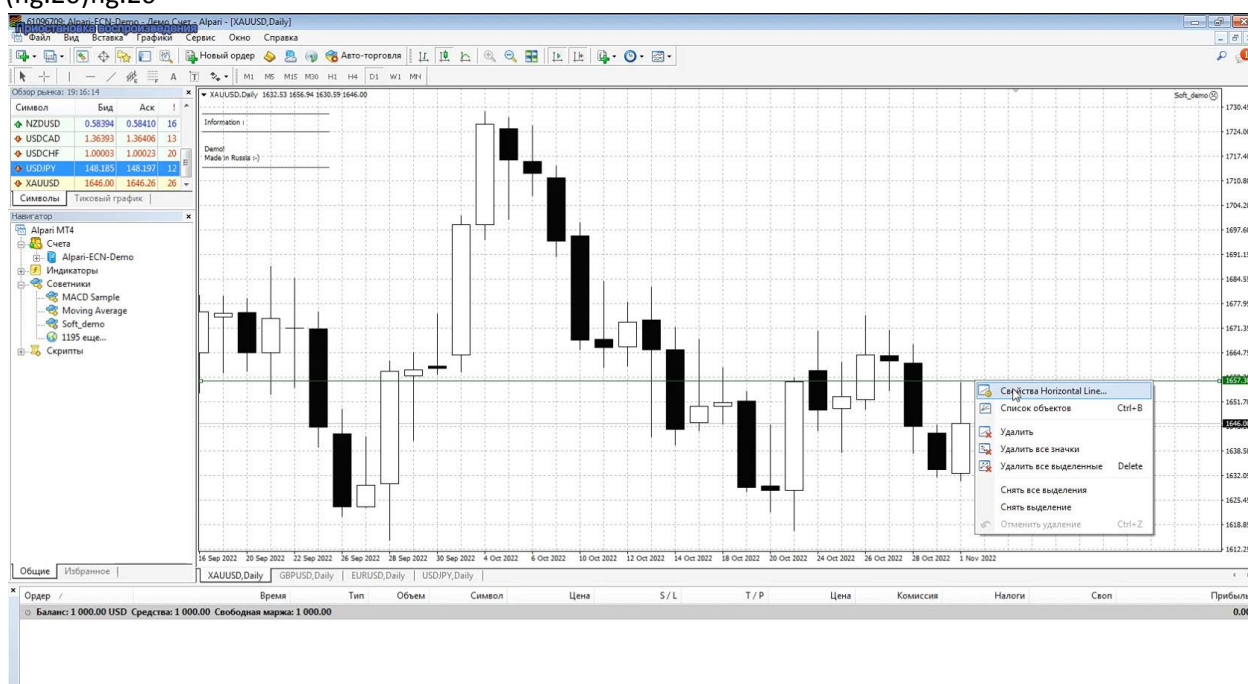 (fig.26)fig.26
61096709: Alpari-ECN-Demo - Демо Счет - Alpari - [XAUUSD,Daily]
Приостановка воспроизведения
Файл Вид Вставка Графики Сервис Окно Справка
Новый ордер Авто-торговля
A T M1 M5 M15 M30 H1 H4 D1 W1 MN
Обзор рынка: 19:16:14
Символ Бид Аск !
NZDUSD 0.58394 0.58410 16
USDCAD 1.36393 1.36406 13
USDCHF 1.00003 1.00023 20
USDJPY 148.185 148.197 12
XAUUSD 1646.00 1646.26 26
Символы Тиковый график
Навигатор
Alpari MT4
Счета
Alpari-ECN-Demo
Индикаторы
Советники
MACD Sample
Moving Average
Soft_demo
1195 еще...
Скрипты
Общие Избранное
XAUUSD,Daily 1632.53 1656.94 1630.59 1646.00
Soft_demo
Information :
Demo!
Made in Russia :-)
1730.45
1724.00
1717.40
1710.80
1704.20
1697.60
1691.15
1684.55
1677.95
1671.35
1664.75
1657.30
1651.70
1646.00
1638.50
1632.05
1625.45
1618.85
1612.25
Свойства Horizontal Line...
Список объектов Ctrl+B
Удалить
Удалить все значки
Удалить все выделенные Delete
Снять все выделения
Снять выделение
Отменить удаление Ctrl+Z
16 Sep 2022 20 Sep 2022 22 Sep 2022 26 Sep 2022 28 Sep 2022 30 Sep 2022 4 Oct 2022 6 Oct 2022 10 Oct 2022 12 Oct 2022 14 Oct 2022 18 Oct 2022 20 Oct 2022 24 Oct 2022 26 Oct 2022 28 Oct 2022 1 Nov 2022
XAUUSD,Daily GBPUSD,Daily EURUSD,Daily USDJPY,Daily
Ордер Время Тип Объем Символ Цена S / L T / P Цена Комиссия Налоги Своп Прибыль
Баланс: 1 000.00 USD Средства: 1 000.00 Свободная маржа: 1 000.00 0.00